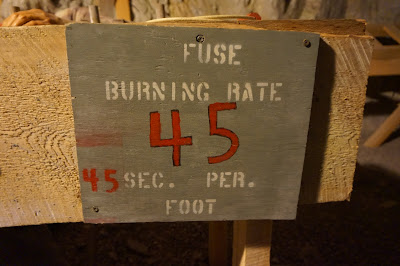 FUSE
BURNING RATE
45
45 SEC. PER.
FOOT